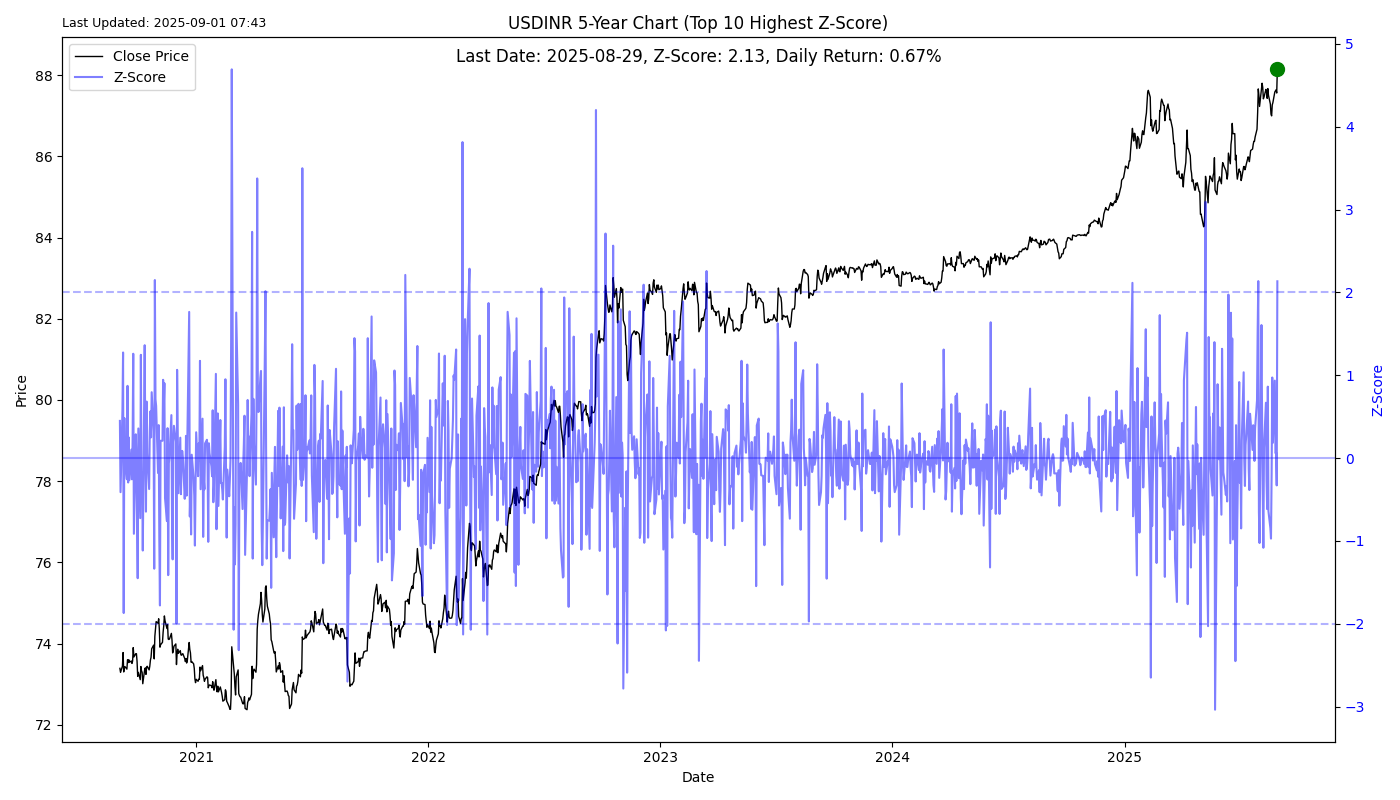 Last Updated: 2025-09-01 07:43
USDINR 5-Year Chart (Top 10 Highest Z-Score)
Last Date: 2025-08-29, Z-Score: 2.13, Daily Return: 0.67%
Close Price
Z-Score
88
86
84
82
80
78
76
74
72
Price
5
4
3
2
1
0
−1
−2
−3
Z-Score
2021
2022
2023
2024
2025
Date